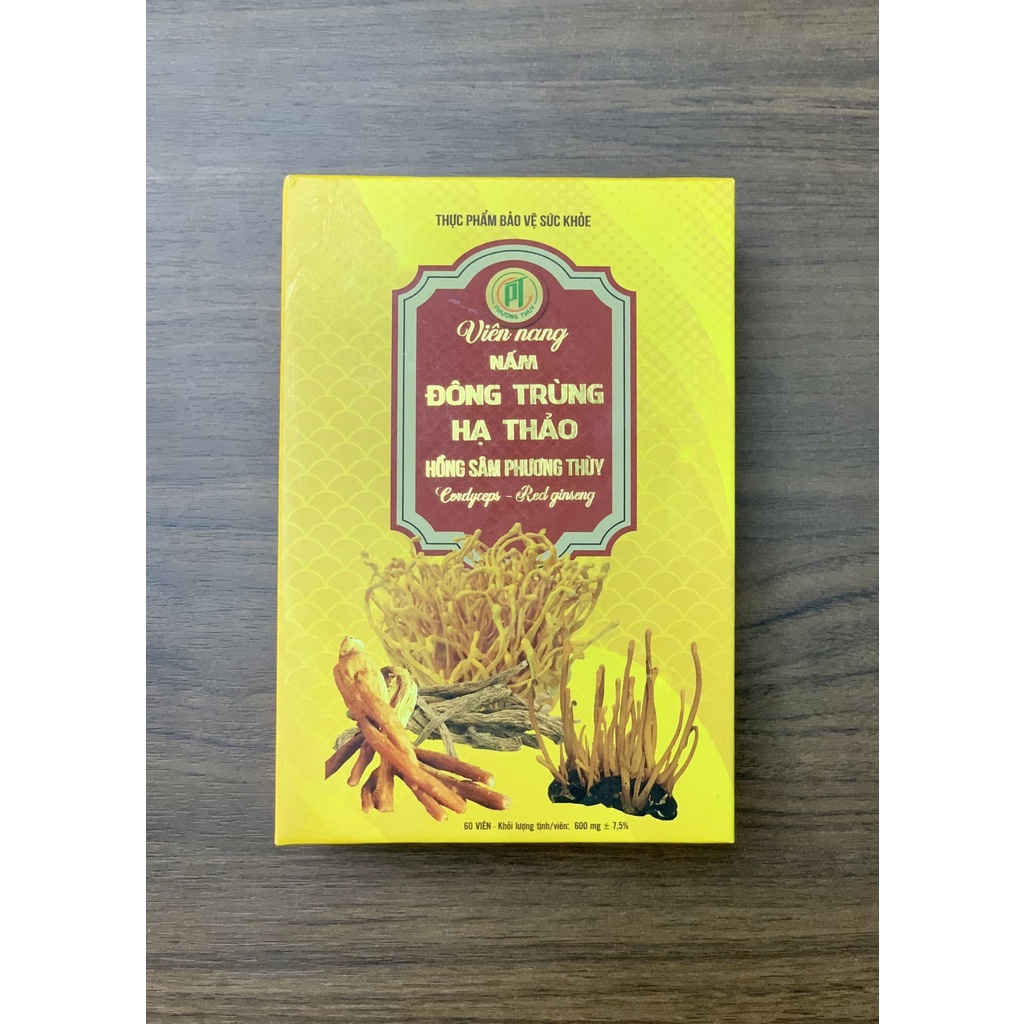 THỰC PHẨM BẢO VỆ SỨC KHỎE
PT
PHƯƠNG THÙY
Viên nang
NẤM
ĐÔNG TRÙNG
HẠ THẢO
HỒNG SÂM PHƯƠNG THÙY
Cordyceps - Red ginseng
60 VIÊN - Khối lượng tịnh/viên: 600 mg ± 7,5%